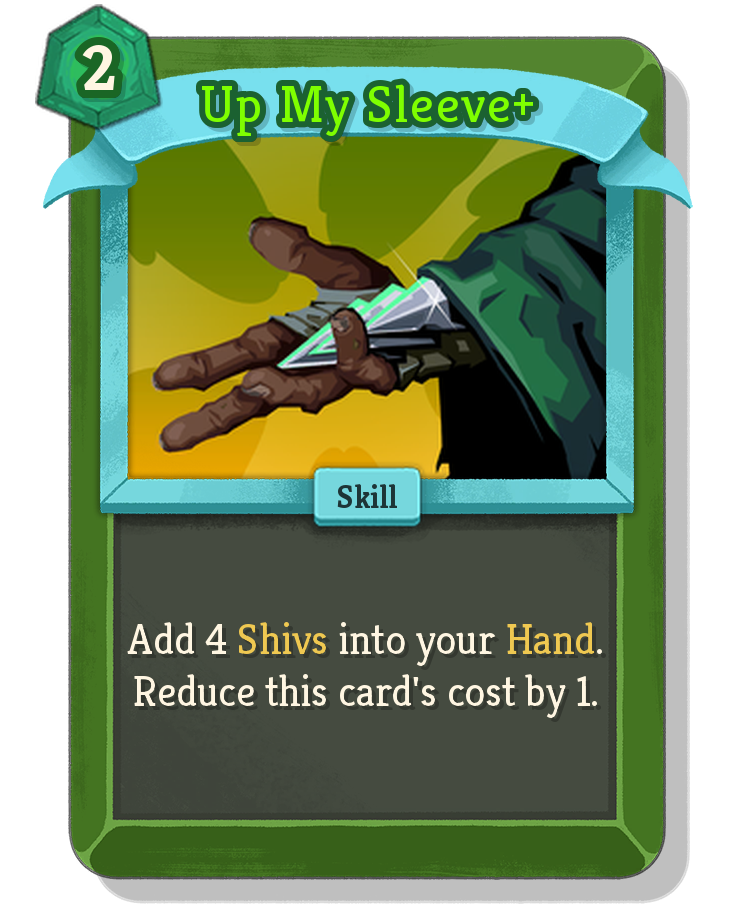 2
Up My Sleeve+
Skill
Add 4 Shivs into your Hand.
Reduce this card's cost by 1.